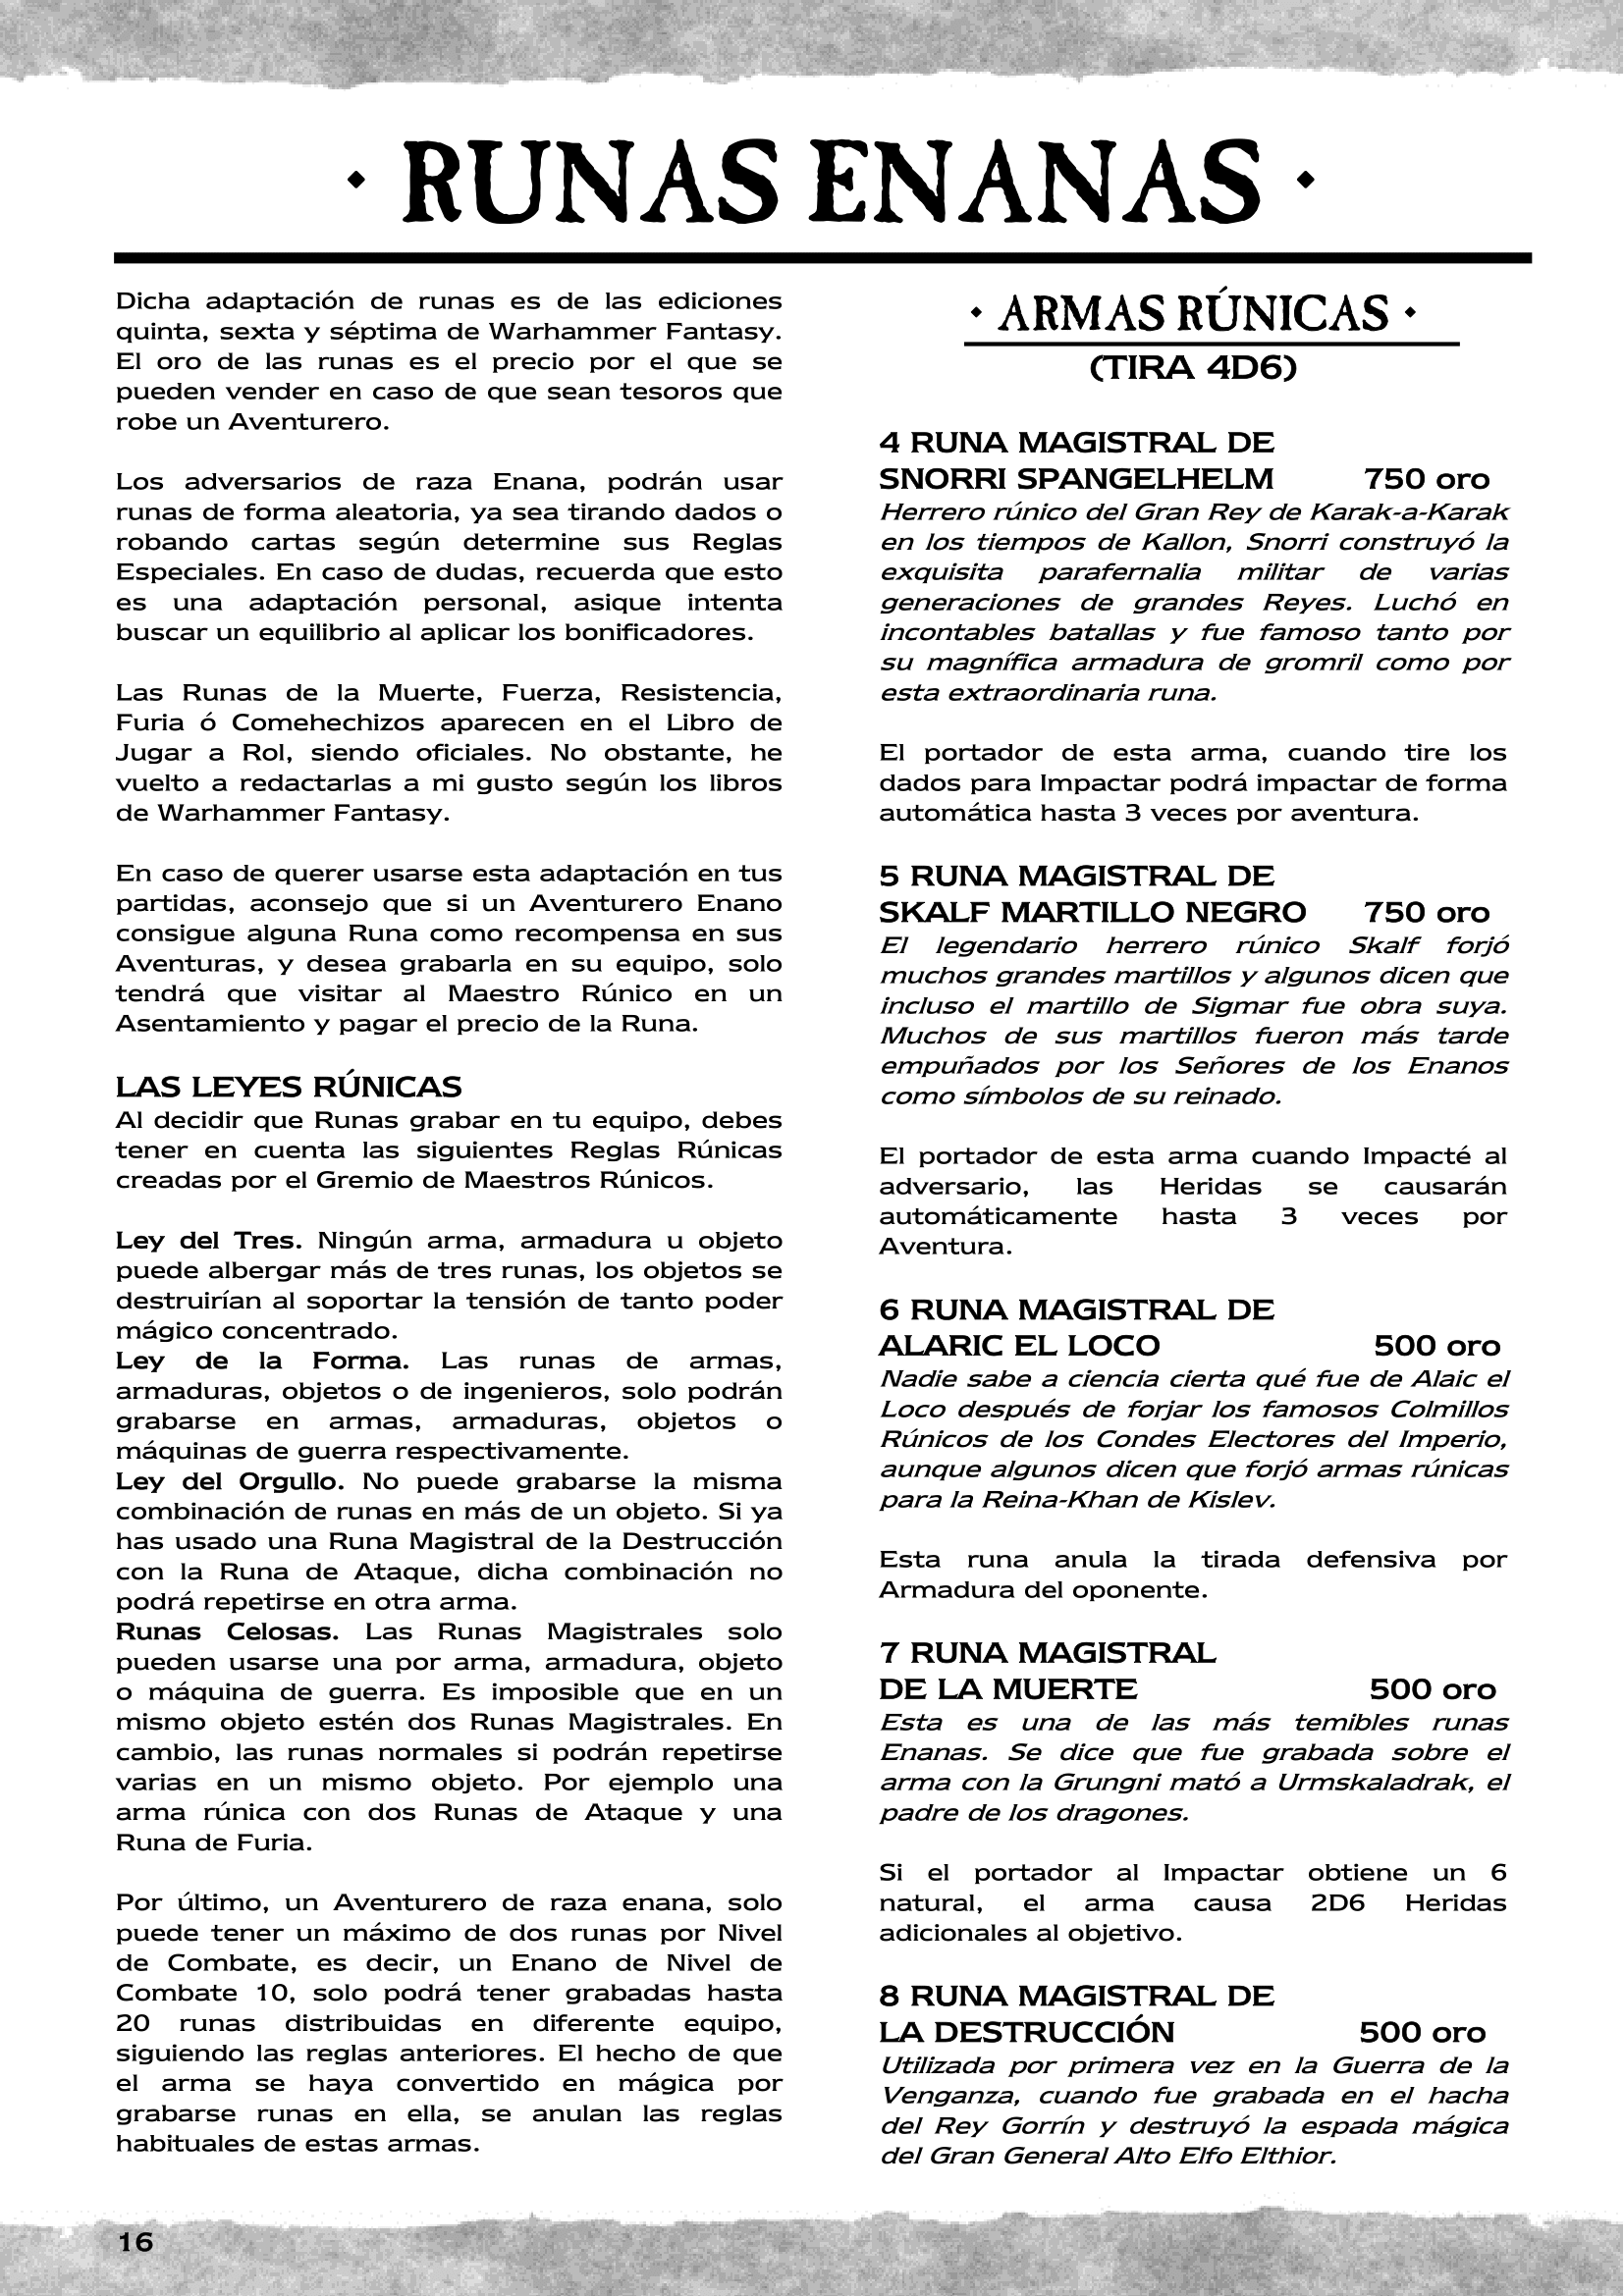 · RUNAS ENANAS ·
Dicha adaptación de runas es de las ediciones
quinta, sexta y séptima de Warhammer Fantasy.
El oro de las runas es el precio por el que se
pueden vender en caso de que sean tesoros que
robe un Aventurero.
Los adversarios de raza Enana, podrán usar
runas de forma aleatoria, ya sea tirando dados o
robando cartas según determine sus Reglas
Especiales. En caso de dudas, recuerda que esto
es una adaptación personal, asique intenta
buscar un equilibrio al aplicar los bonificadores.
Las Runas de la Muerte, Fuerza, Resistencia,
Furia ó Comehechizos aparecen en el Libro de
Jugar a Rol, siendo oficiales. No obstante, he
vuelto a redactarlas a mi gusto según los libros
de Warhammer Fantasy.
En caso de querer usarse esta adaptación en tus
partidas, aconsejo que si un Aventurero Enano
consigue alguna Runa como recompensa en sus
Aventuras, y desea grabarla en su equipo, solo
tendrá que visitar al Maestro Rúnico en un
Asentamiento y pagar el precio de la Runa.
LAS LEYES RÚNICAS
Al decidir que Runas grabar en tu equipo, debes
tener en cuenta las siguientes Reglas Rúnicas
creadas por el Gremio de Maestros Rúnicos.
Ley del Tres. Ningún arma, armadura u objeto
puede albergar más de tres runas, los objetos se
destruirían al soportar la tensión de tanto poder
mágico concentrado.
Ley de la Forma. Las runas de armas,
armaduras, objetos o de ingenieros, solo podrán
grabarse en armas, armaduras, objetos o
máquinas de guerra respectivamente.
Ley del Orgullo. No puede grabarse la misma
combinación de runas en más de un objeto. Si ya
has usado una Runa Magistral de la Destrucción
con la Runa de Ataque, dicha combinación no
podrá repetirse en otra arma.
Runas Celosas. Las Runas Magistrales solo
pueden usarse una por arma, armadura, objeto
o máquina de guerra. Es imposible que en un
mismo objeto estén dos Runas Magistrales. En
cambio, las runas normales si podrán repetirse
varias en un mismo objeto. Por ejemplo una
arma rúnica con dos Runas de Ataque y una
Runa de Furia.
Por último, un Aventurero de raza enana, solo
puede tener un máximo de dos runas por Nivel
de Combate, es decir, un Enano de Nivel de
Combate 10, solo podrá tener grabadas hasta
20 runas distribuidas en diferente equipo,
siguiendo las reglas anteriores. El hecho de que
el arma se haya convertido en mágica por
grabarse runas en ella, se anulan las reglas
habituales de estas armas.
· ARMAS RÚNICAS ·
(TIRA 4D6)
4 RUNA MAGISTRAL DE
SNORRI SPANGELHELM 750 oro
Herrero rúnico del Gran Rey de Karak-a-Karak
en los tiempos de Kallon, Snorri construyó la
exquisita parafernalia militar de varias
generaciones de grandes Reyes. Luchó en
incontables batallas y fue famoso tanto por
su magnífica armadura de gromril como por
esta extraordinaria runa.
El portador de esta arma, cuando tire los
dados para Impactar podrá impactar de forma
automática hasta 3 veces por aventura.
5 RUNA MAGISTRAL DE
SKALF MARTILLO NEGRO 750 oro
El legendario herrero rúnico Skalf forjó
muchos grandes martillos y algunos dicen que
incluso el martillo de Sigmar fue obra suya.
Muchos de sus martillos fueron más tarde
empuñados por los Señores de los Enanos
como símbolos de su reinado.
El portador de esta arma cuando Impacté al
adversario, las Heridas se causarán
automáticamente hasta 3 veces por
Aventura.
6 RUNA MAGISTRAL DE
ALARIC EL LOCO 500 oro
Nadie sabe a ciencia cierta qué fue de Alaic el
Loco después de forjar los famosos Colmillos
Rúnicos de los Condes Electores del Imperio,
aunque algunos dicen que forjó armas rúnicas
para la Reina-Khan de Kislev.
Esta runa anula la tirada defensiva por
Armadura del oponente.
7 RUNA MAGISTRAL
DE LA MUERTE 500 oro
Esta es una de las más temibles runas
Enanas. Se dice que fue grabada sobre el
arma con la Grungni mató a Urmskaladrak, el
padre de los dragones.
Si el portador al Impactar obtiene un 6
natural, el arma causa 2D6 Heridas
adicionales al objetivo.
8 RUNA MAGISTRAL DE
LA DESTRUCCIÓN 500 oro
Utilizada por primera vez en la Guerra de la
Venganza, cuando fue grabada en el hacha
del Rey Gorrín y destruyó la espada mágica
del Gran General Alto Elfo Elthior.
16